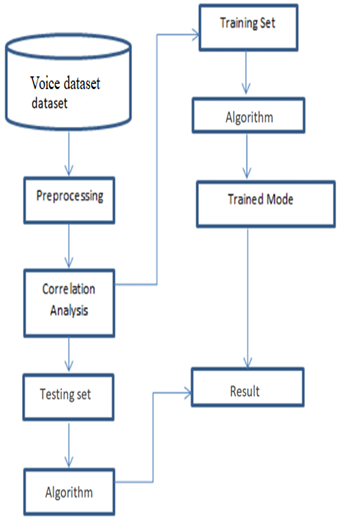 Voice dataset
dataset
Preprocessing
Correlation
Analysis
Testing set
Algorithm
Training Set
Algorithm
Trained Mode
Result